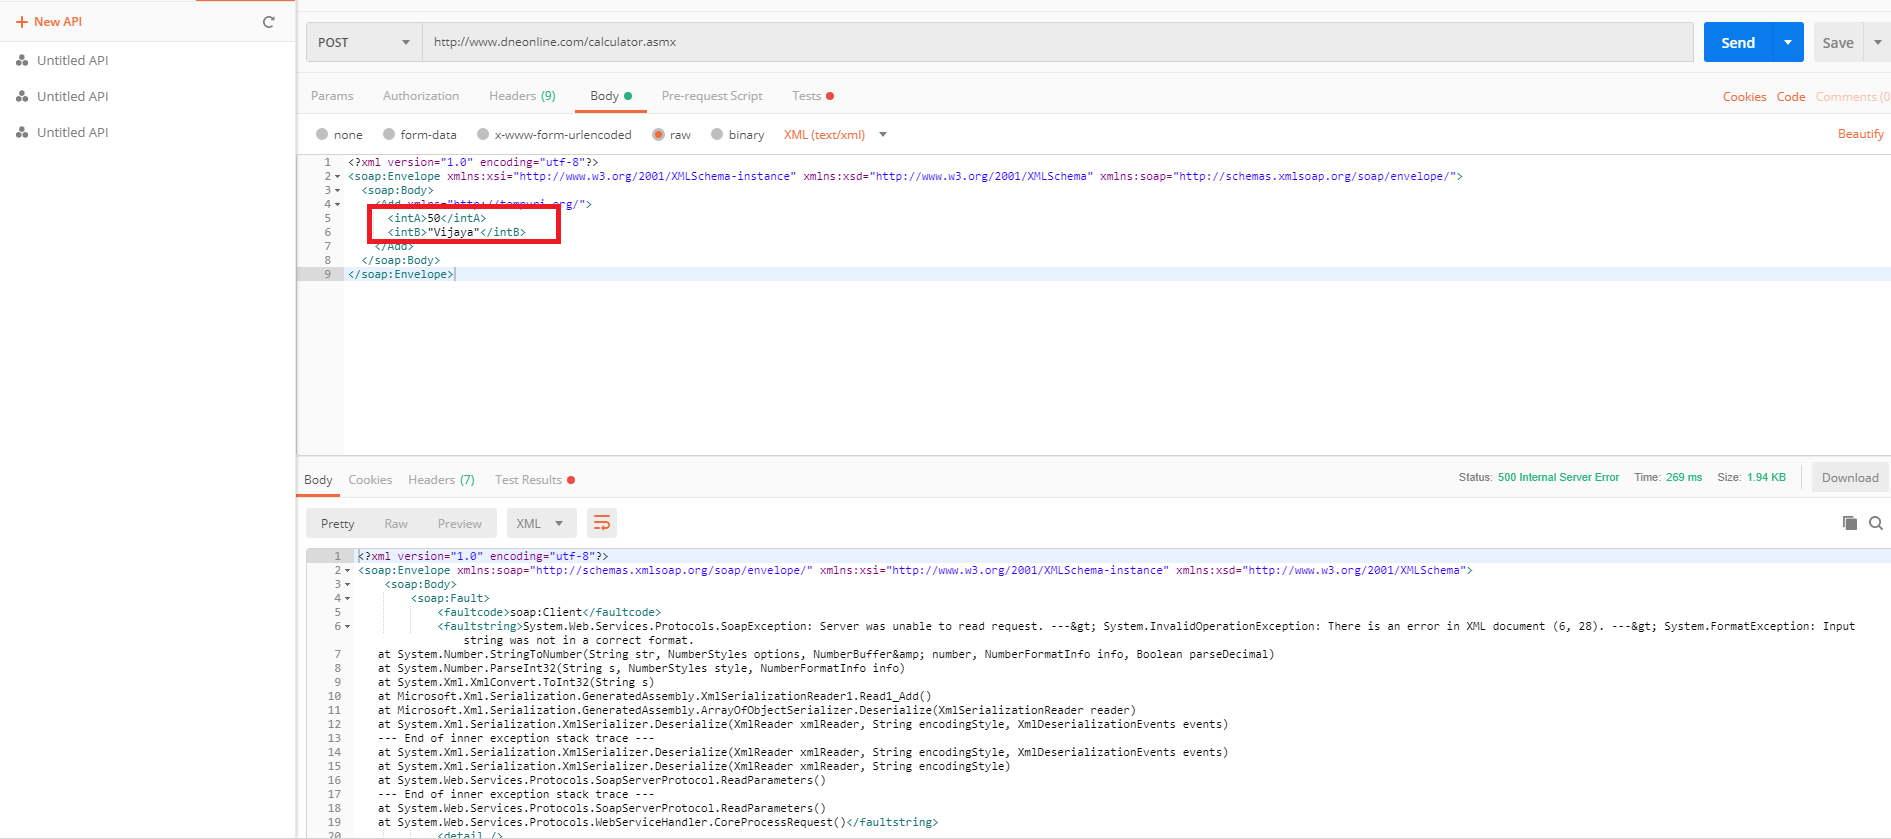 New API
Untitled API
Untitled API
Untitled API
POST
http://www.dneonline.com/calculator.asmx
Send
Save
Params Authorization Headers (9) Body Pre-request Script Tests
Cookies Code Comments (0
none form-data x-www-form-urlencoded raw binary XML (text/xml)
Beautify
1 <?xml version="1.0" encoding="utf-8"?>
2 <soap:Envelope xmlns:xsi="http://www.w3.org/2001/XMLSchema-instance" xmlns:xsd="http://www.w3.org/2001/XMLSchema" xmlns:soap="http://schemas.xmlsoap.org/soap/envelope/">
3 <soap:Body>
4 <Add xmlns="http://tempuri.org/">
5 <intA>50</intA>
6 <intB>"Vijaya"</intB>
7 </Add>
8 </soap:Body>
9 </soap:Envelope>
Body Cookies Headers (7) Test Results
Status: 500 Internal Server Error Time: 269 ms Size: 1.94 KB
Download
Pretty Raw Preview XML
1 <?xml version="1.0" encoding="utf-8"?>
2 <soap:Envelope xmlns:soap="http://schemas.xmlsoap.org/soap/envelope/" xmlns:xsi="http://www.w3.org/2001/XMLSchema-instance" xmlns:xsd="http://www.w3.org/2001/XMLSchema">
3 <soap:Body>
4 <soap:Fault>
5 <faultcode>soap:Client</faultcode>
6 <faultstring>System.Web.Services.Protocols.SoapException: Server was unable to read request. ---&gt; System.InvalidOperationException: There is an error in XML document (6, 28). ---&gt; System.FormatException: Input
string was not in a correct format.
7 at System.Number.StringToNumber(String str, NumberStyles options, NumberBuffer&amp; number, NumberFormatInfo info, Boolean parseDecimal)
8 at System.Number.ParseInt32(String s, NumberStyles style, NumberFormatInfo info)
9 at System.Xml.XmlConvert.ToInt32(String s)
10 at Microsoft.Xml.Serialization.GeneratedAssembly.XmlSerializationReader1.Read1_Add()
11 at Microsoft.Xml.Serialization.GeneratedAssembly.ArrayOfObjectSerializer.Deserialize(XmlSerializationReader reader)
12 at System.Xml.Serialization.XmlSerializer.Deserialize(XmlReader xmlReader, String encodingStyle, XmlDeserializationEvents events)
13 --- End of inner exception stack trace ---
14 at System.Xml.Serialization.XmlSerializer.Deserialize(XmlReader xmlReader, String encodingStyle, XmlDeserializationEvents events)
15 at System.Xml.Serialization.XmlSerializer.Deserialize(XmlReader xmlReader, String encodingStyle)
16 at System.Web.Services.Protocols.SoapServerProtocol.ReadParameters()
17 --- End of inner exception stack trace ---
18 at System.Web.Services.Protocols.SoapServerProtocol.ReadParameters()
19 at System.Web.Services.Protocols.WebServiceHandler.CoreProcessRequest()</faultstring>
20 <detail />